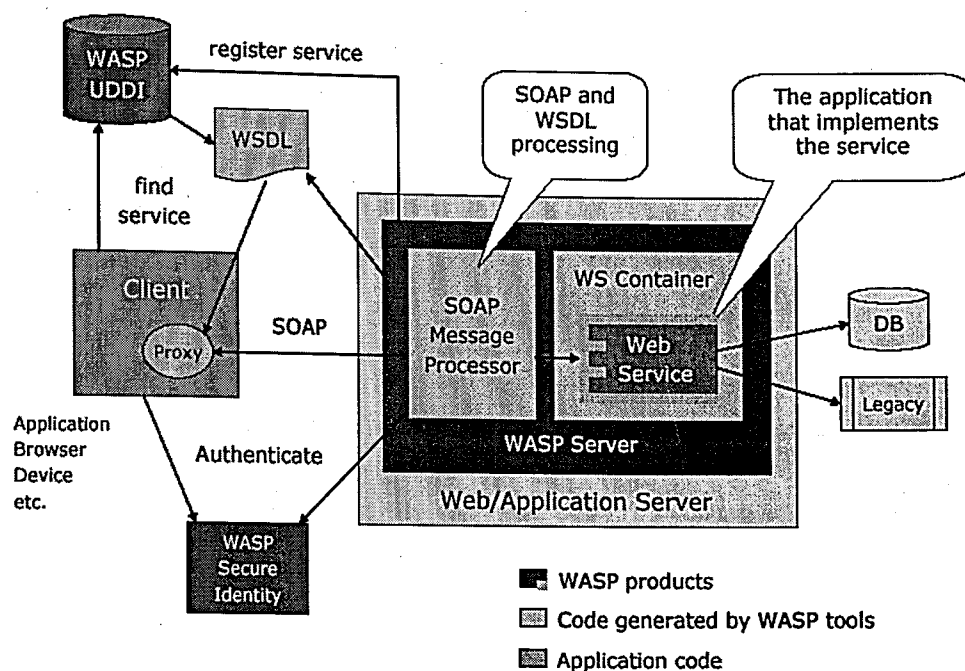 WASP
UDDI
register service
WSDL
find
service
SOAP and
WSDL
processing
The application
that implements
the service
Client
Proxy
SOAP
SOAP
Message
Processor
WS Container
Web
Service
DB
Legacy
WASP Server
Web/Application Server
Application
Browser
Device
etc.
Authenticate
WASP
Secure
Identity
WASP products
Code generated by WASP tools
Application code